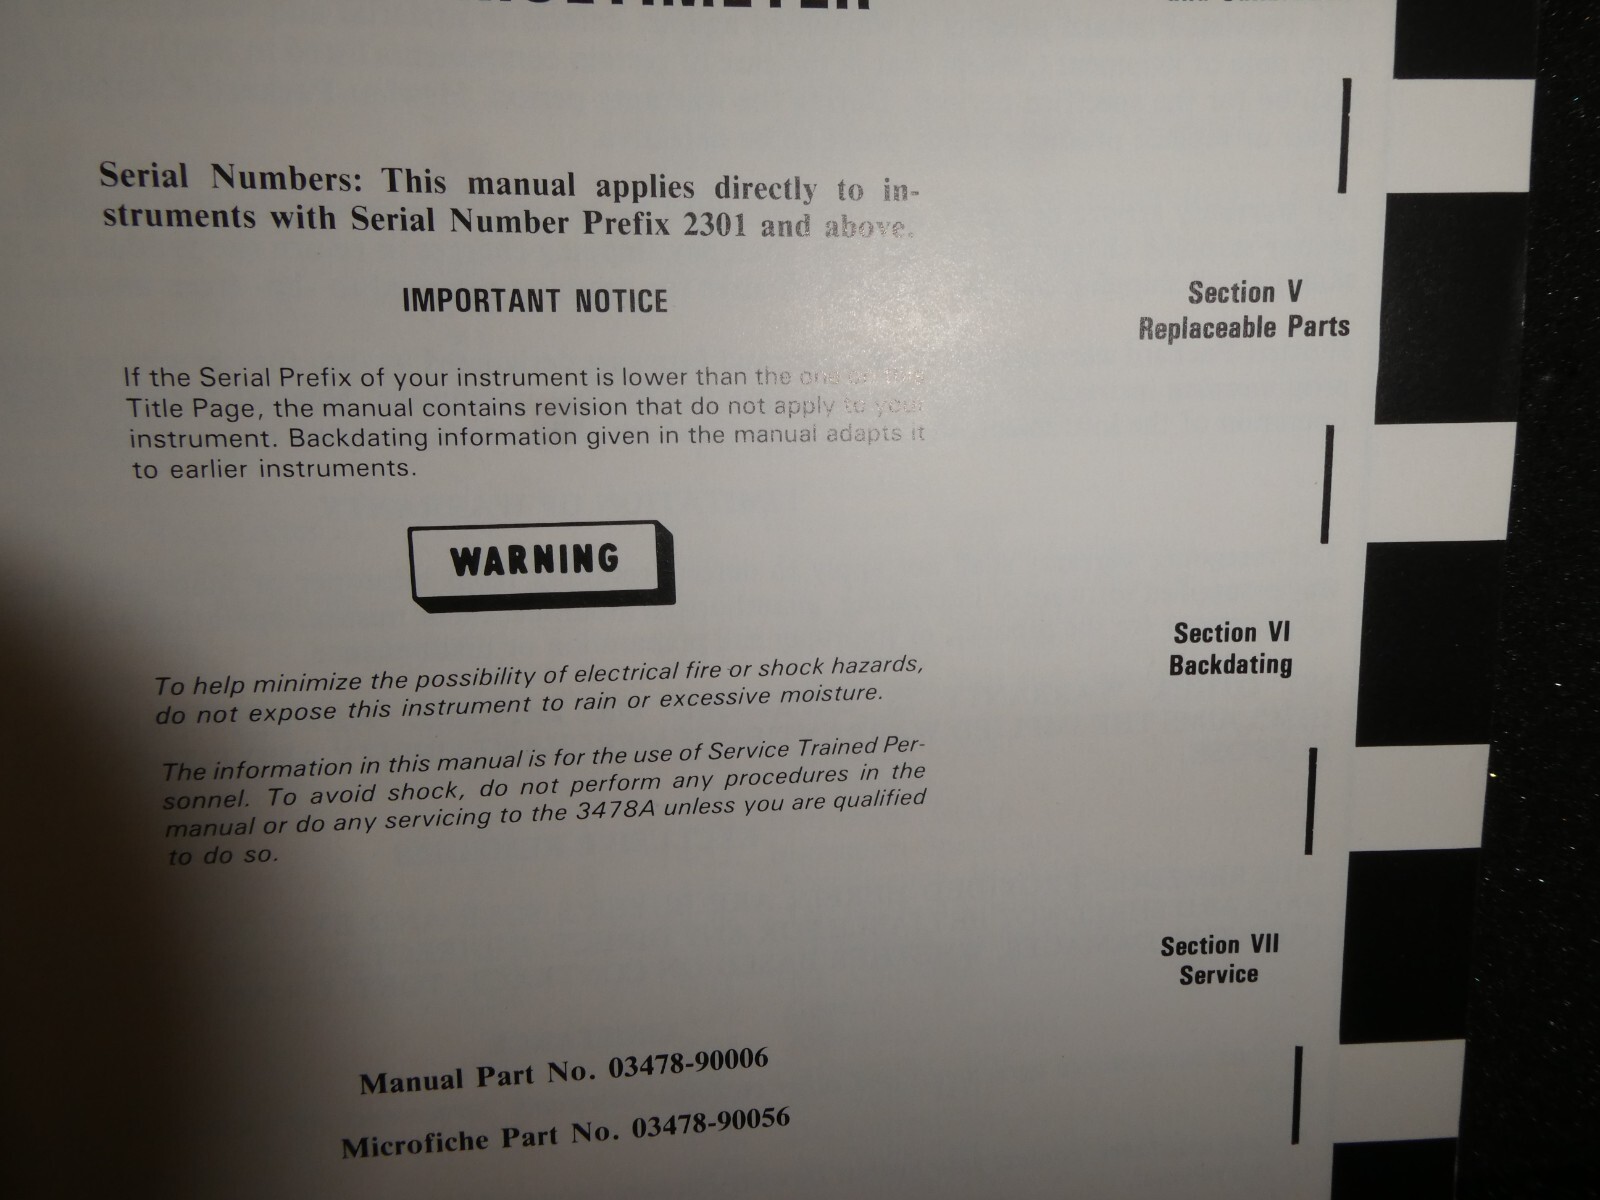 MULTIMETER
Serial Numbers: This manual applies directly to in-
struments with Serial Number Prefix 2301 and above.
IMPORTANT NOTICE
If the Serial Prefix of your instrument is lower than the one on this
Title Page, the manual contains revision that do not apply to your
instrument. Backdating information given in the manual adapts it
to earlier instruments.
WARNING
To help minimize the possibility of electrical fire or shock hazards,
do not expose this instrument to rain or excessive moisture.
The information in this manual is for the use of Service Trained Per-
sonnel. To avoid shock, do not perform any procedures in the
manual or do any servicing to the 3478A unless you are qualified
to do so.
Manual Part No. 03478-90006
Microfiche Part No. 03478-90056
Section V
Replaceable Parts
Section VI
Backdating
Section VII
Service